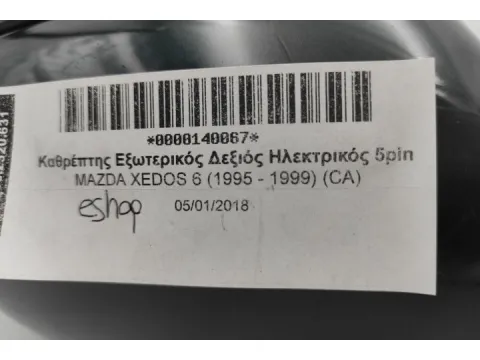 *0000140067*
Καθρέπτης Εξωτερικός Δεξιός Ηλεκτρικός 5pin
MAZDA XEDOS 6 (1995 - 1999) (CA)
eshop 05/01/2018